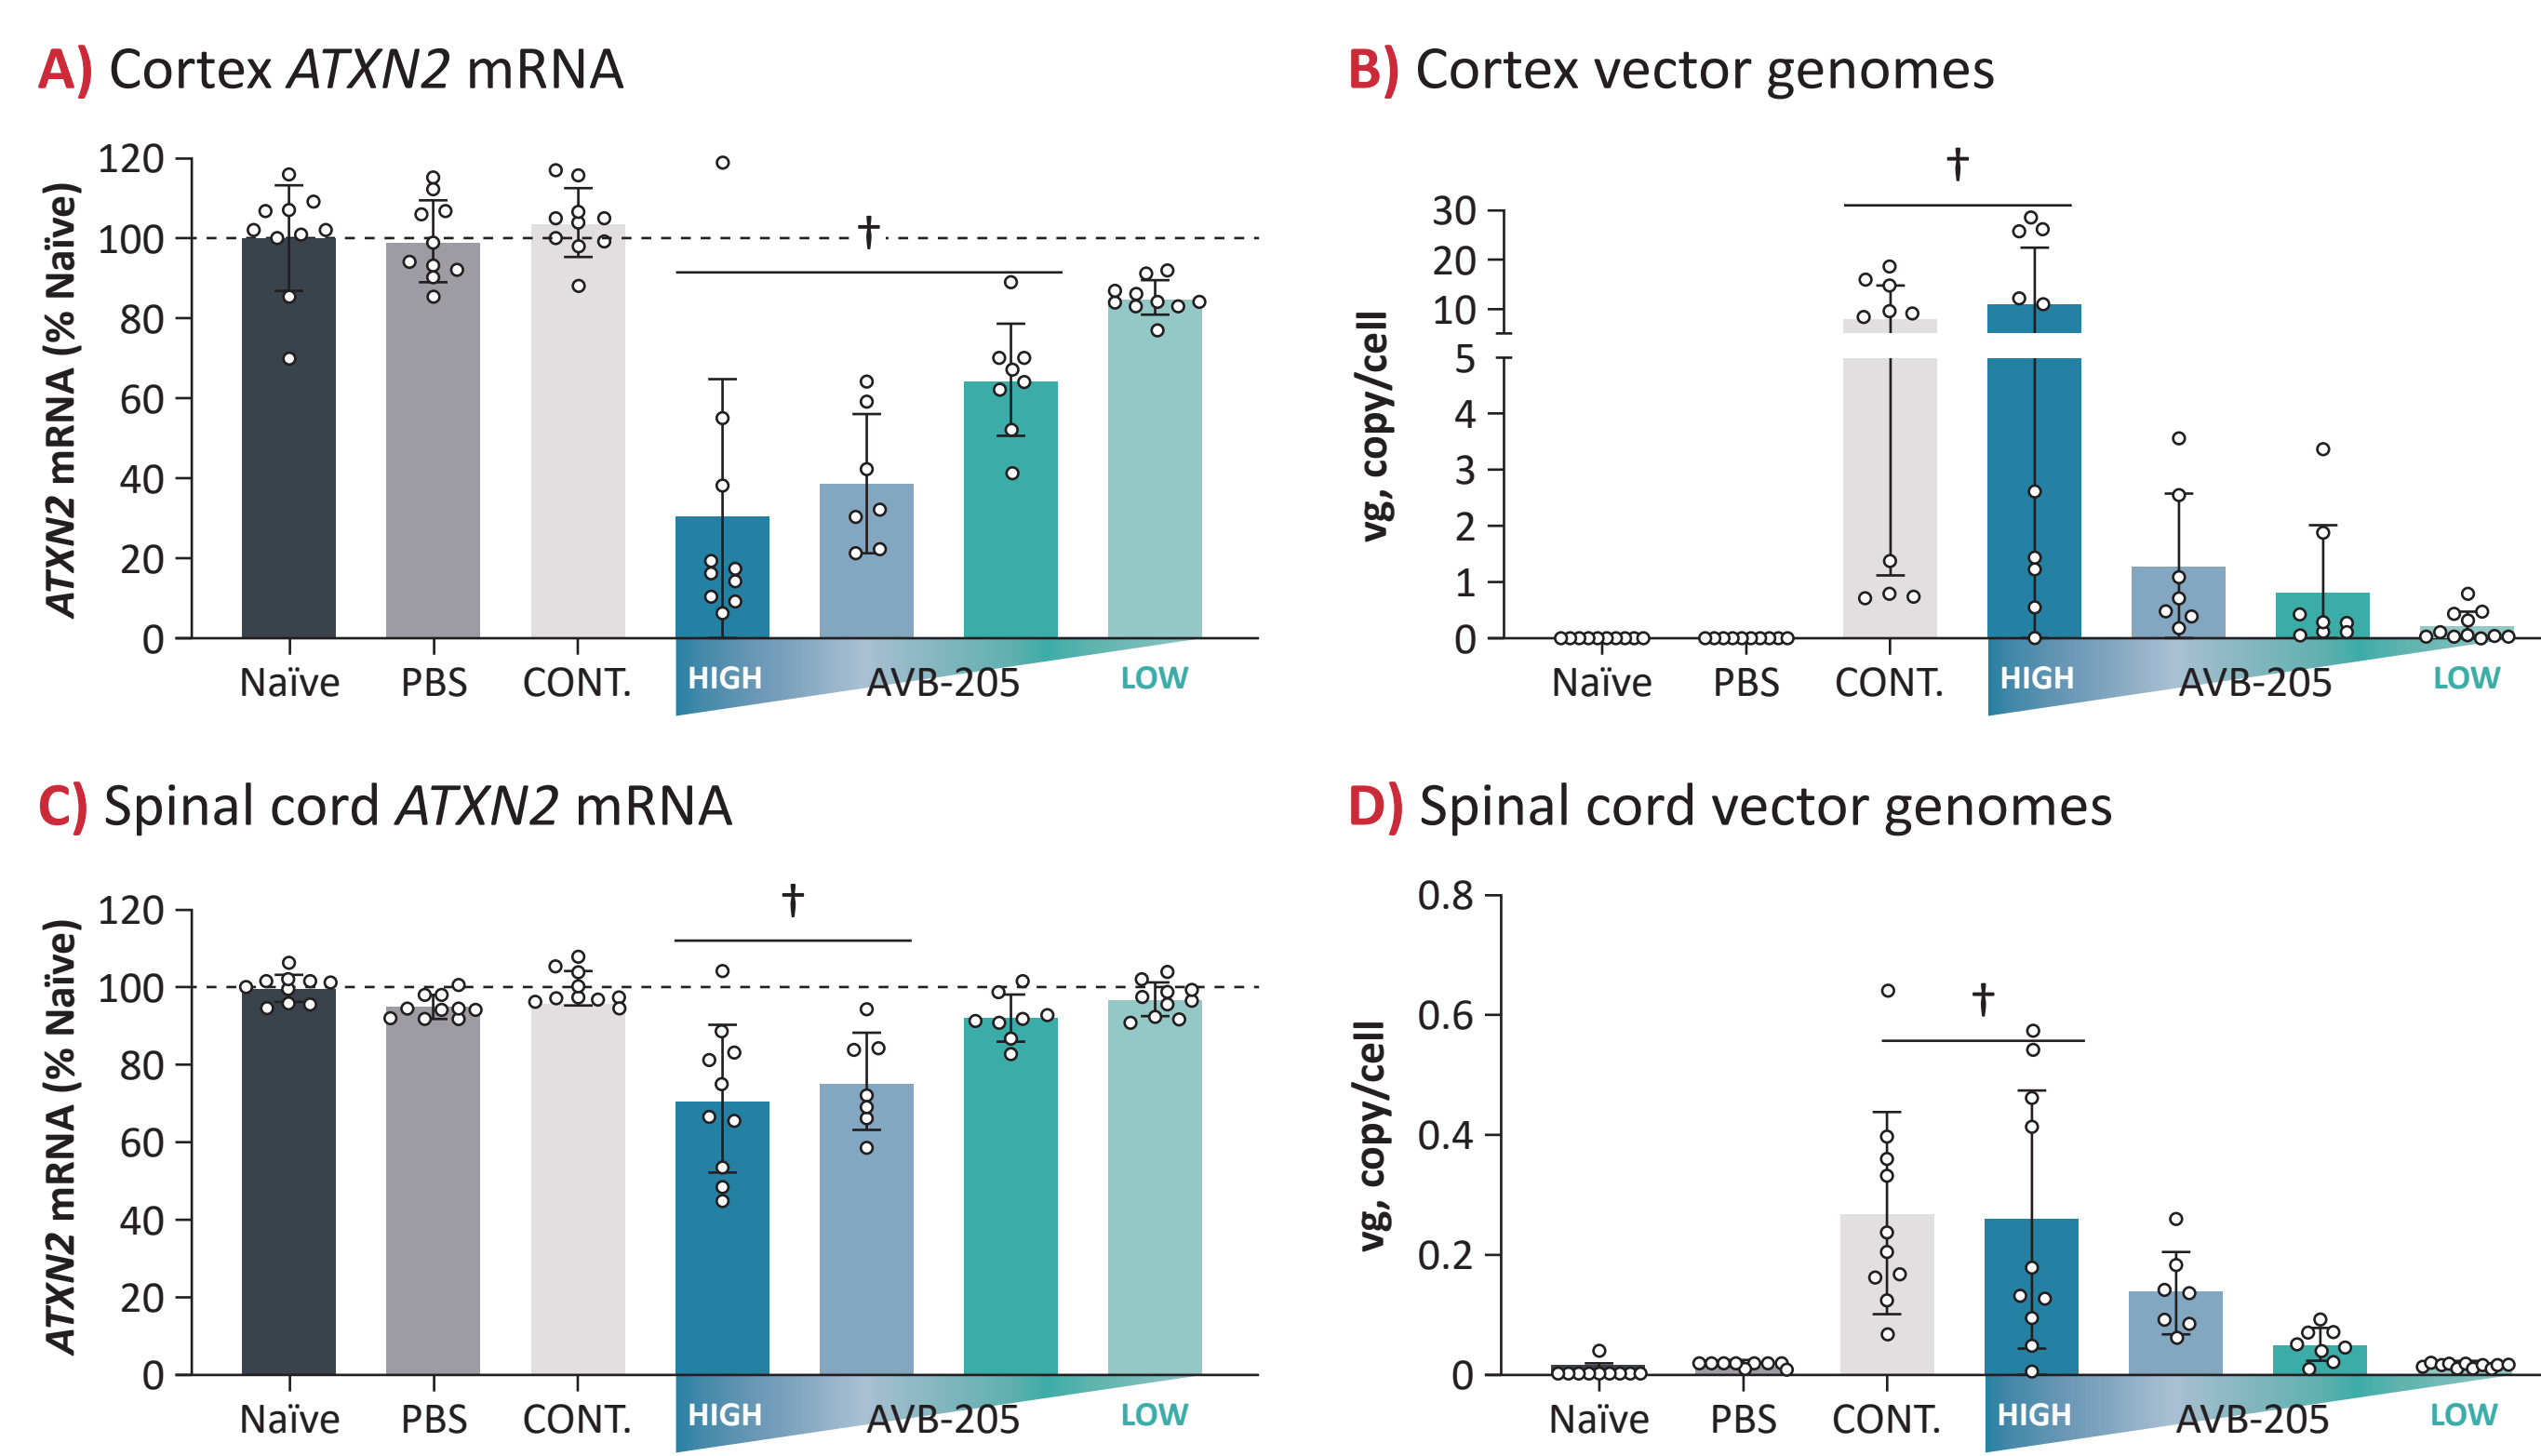 A) Cortex ATXN2 mRNA
ATXN2 mRNA (% Naïve)
120
100
80
60
40
20
0
†
Naïve PBS CONT. HIGH AVB-205 LOW
B) Cortex vector genomes
vg, copy/cell
30
20
10
5
4
3
2
1
0
†
Naïve PBS CONT. HIGH AVB-205 LOW
C) Spinal cord ATXN2 mRNA
ATXN2 mRNA (% Naïve)
120
100
80
60
40
20
0
†
Naïve PBS CONT. HIGH AVB-205 LOW
D) Spinal cord vector genomes
vg, copy/cell
0.8
0.6
0.4
0.2
0
†
Naïve PBS CONT. HIGH AVB-205 LOW